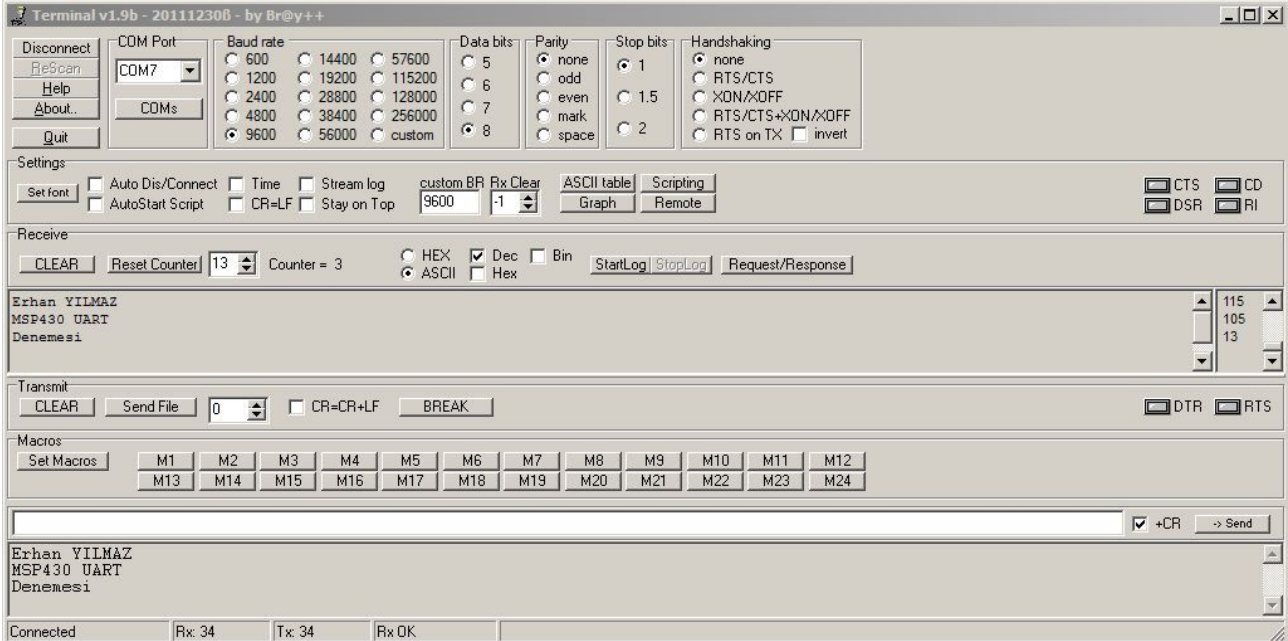 Terminal v1.9b - 20111230ß - by Br@y++
Disconnect
ReScan
Help
About..
Quit
COM Port
COM7
COMs
Baud rate
600 14400 57600
1200 19200 115200
2400 28800 128000
4800 38400 256000
9600 56000 custom
Data bits
5
6
7
8
Parity
none
odd
even
mark
space
Stop bits
1
1.5
2
Handshaking
none
RTS/CTS
XON/XOFF
RTS/CTS+XON/XOFF
RTS on TX invert
Settings
Set font
Auto Dis/Connect Time Stream log
AutoStart Script CR=LF Stay on Top
custom BR Rx Clear
9600 -1
ASCII table Scripting
Graph Remote
CTS CD
DSR RI
Receive
CLEAR Reset Counter 13 Counter = 3
HEX Dec Bin
ASCII Hex
StartLog StopLog Request/Response
Erhan YILMAZ
MSP430 UART
Denemesi
115
105
13
Transmit
CLEAR Send File 0 CR=CR+LF BREAK DTR RTS
Macros
Set Macros M1 M2 M3 M4 M5 M6 M7 M8 M9 M10 M11 M12
M13 M14 M15 M16 M17 M18 M19 M20 M21 M22 M23 M24
+CR -> Send
Erhan YILMAZ
MSP430 UART
Denemesi
Connected Rx: 34 Tx: 34 Rx OK